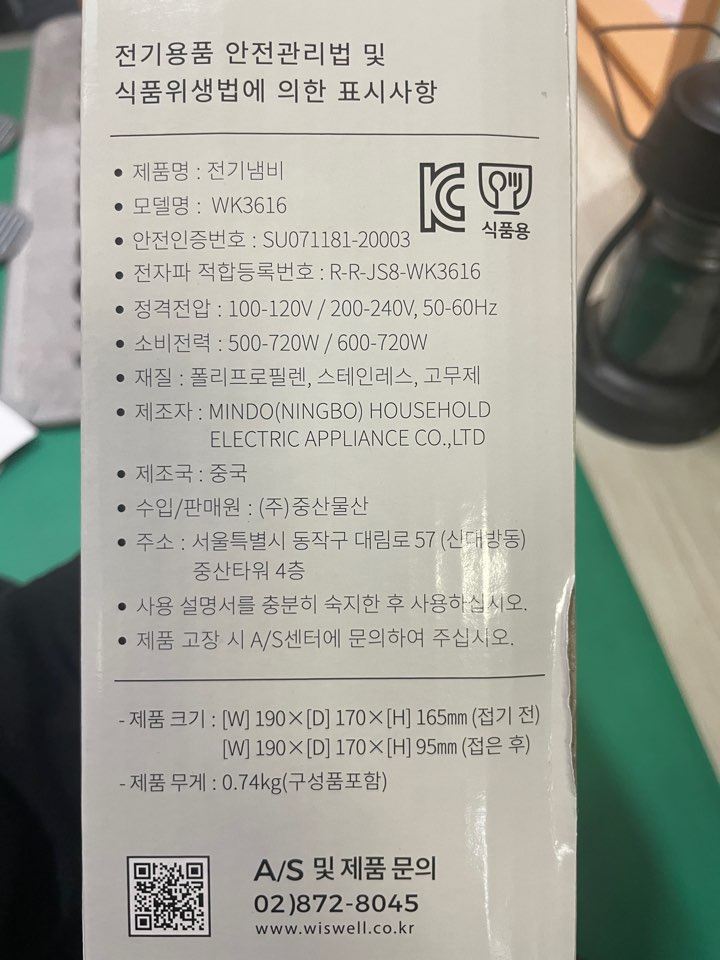 전기용품 안전관리법 및
식품위생법에 의한 표시사항
• 제품명 : 전기냄비
• 모델명 : WK3616
• 안전인증번호 : SU071181-20003
식품용
• 전자파 적합등록번호 : R-R-JS8-WK3616
• 정격전압 : 100-120V / 200-240V, 50-60Hz
• 소비전력 : 500-720W / 600-720W
• 재질 : 폴리프로필렌, 스테인레스, 고무제
• 제조자 : MINDO(NINGBO) HOUSEHOLD
ELECTRIC APPLIANCE CO.,LTD
• 제조국 : 중국
• 수입/판매원 : (주)중산물산
• 주소 : 서울특별시 동작구 대림로 57 (신대방동)
중산타워 4층
• 사용 설명서를 충분히 숙지한 후 사용하십시오.
• 제품 고장 시 A/S센터에 문의하여 주십시오.
- 제품 크기 : [W] 190×[D] 170×[H] 165㎜ (접기 전)
[W] 190×[D] 170×[H] 95㎜ (접은 후)
- 제품 무게 : 0.74kg(구성품포함)
A/S 및 제품 문의
02)872-8045
www.wiswell.co.kr